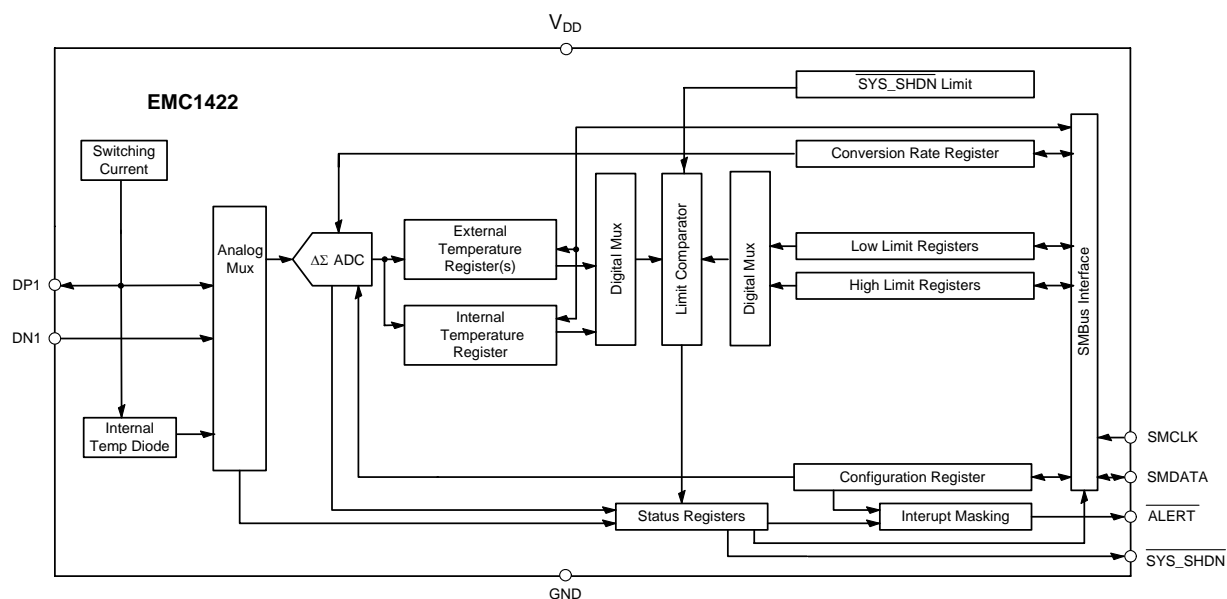 VDD
EMC1422
SYS_SHDN Limit
Switching
Current
Conversion Rate Register
Analog
Mux
ΔΣ ADC
External
Temperature
Register(s)
Digital Mux
Limit Comparator
Digital Mux
Low Limit Registers
High Limit Registers
SMBus Interface
DP1
DN1
Internal
Temperature
Register
Internal
Temp Diode
SMCLK
Configuration Register
SMDATA
Status Registers
Interupt Masking
ALERT
SYS_SHDN
GND